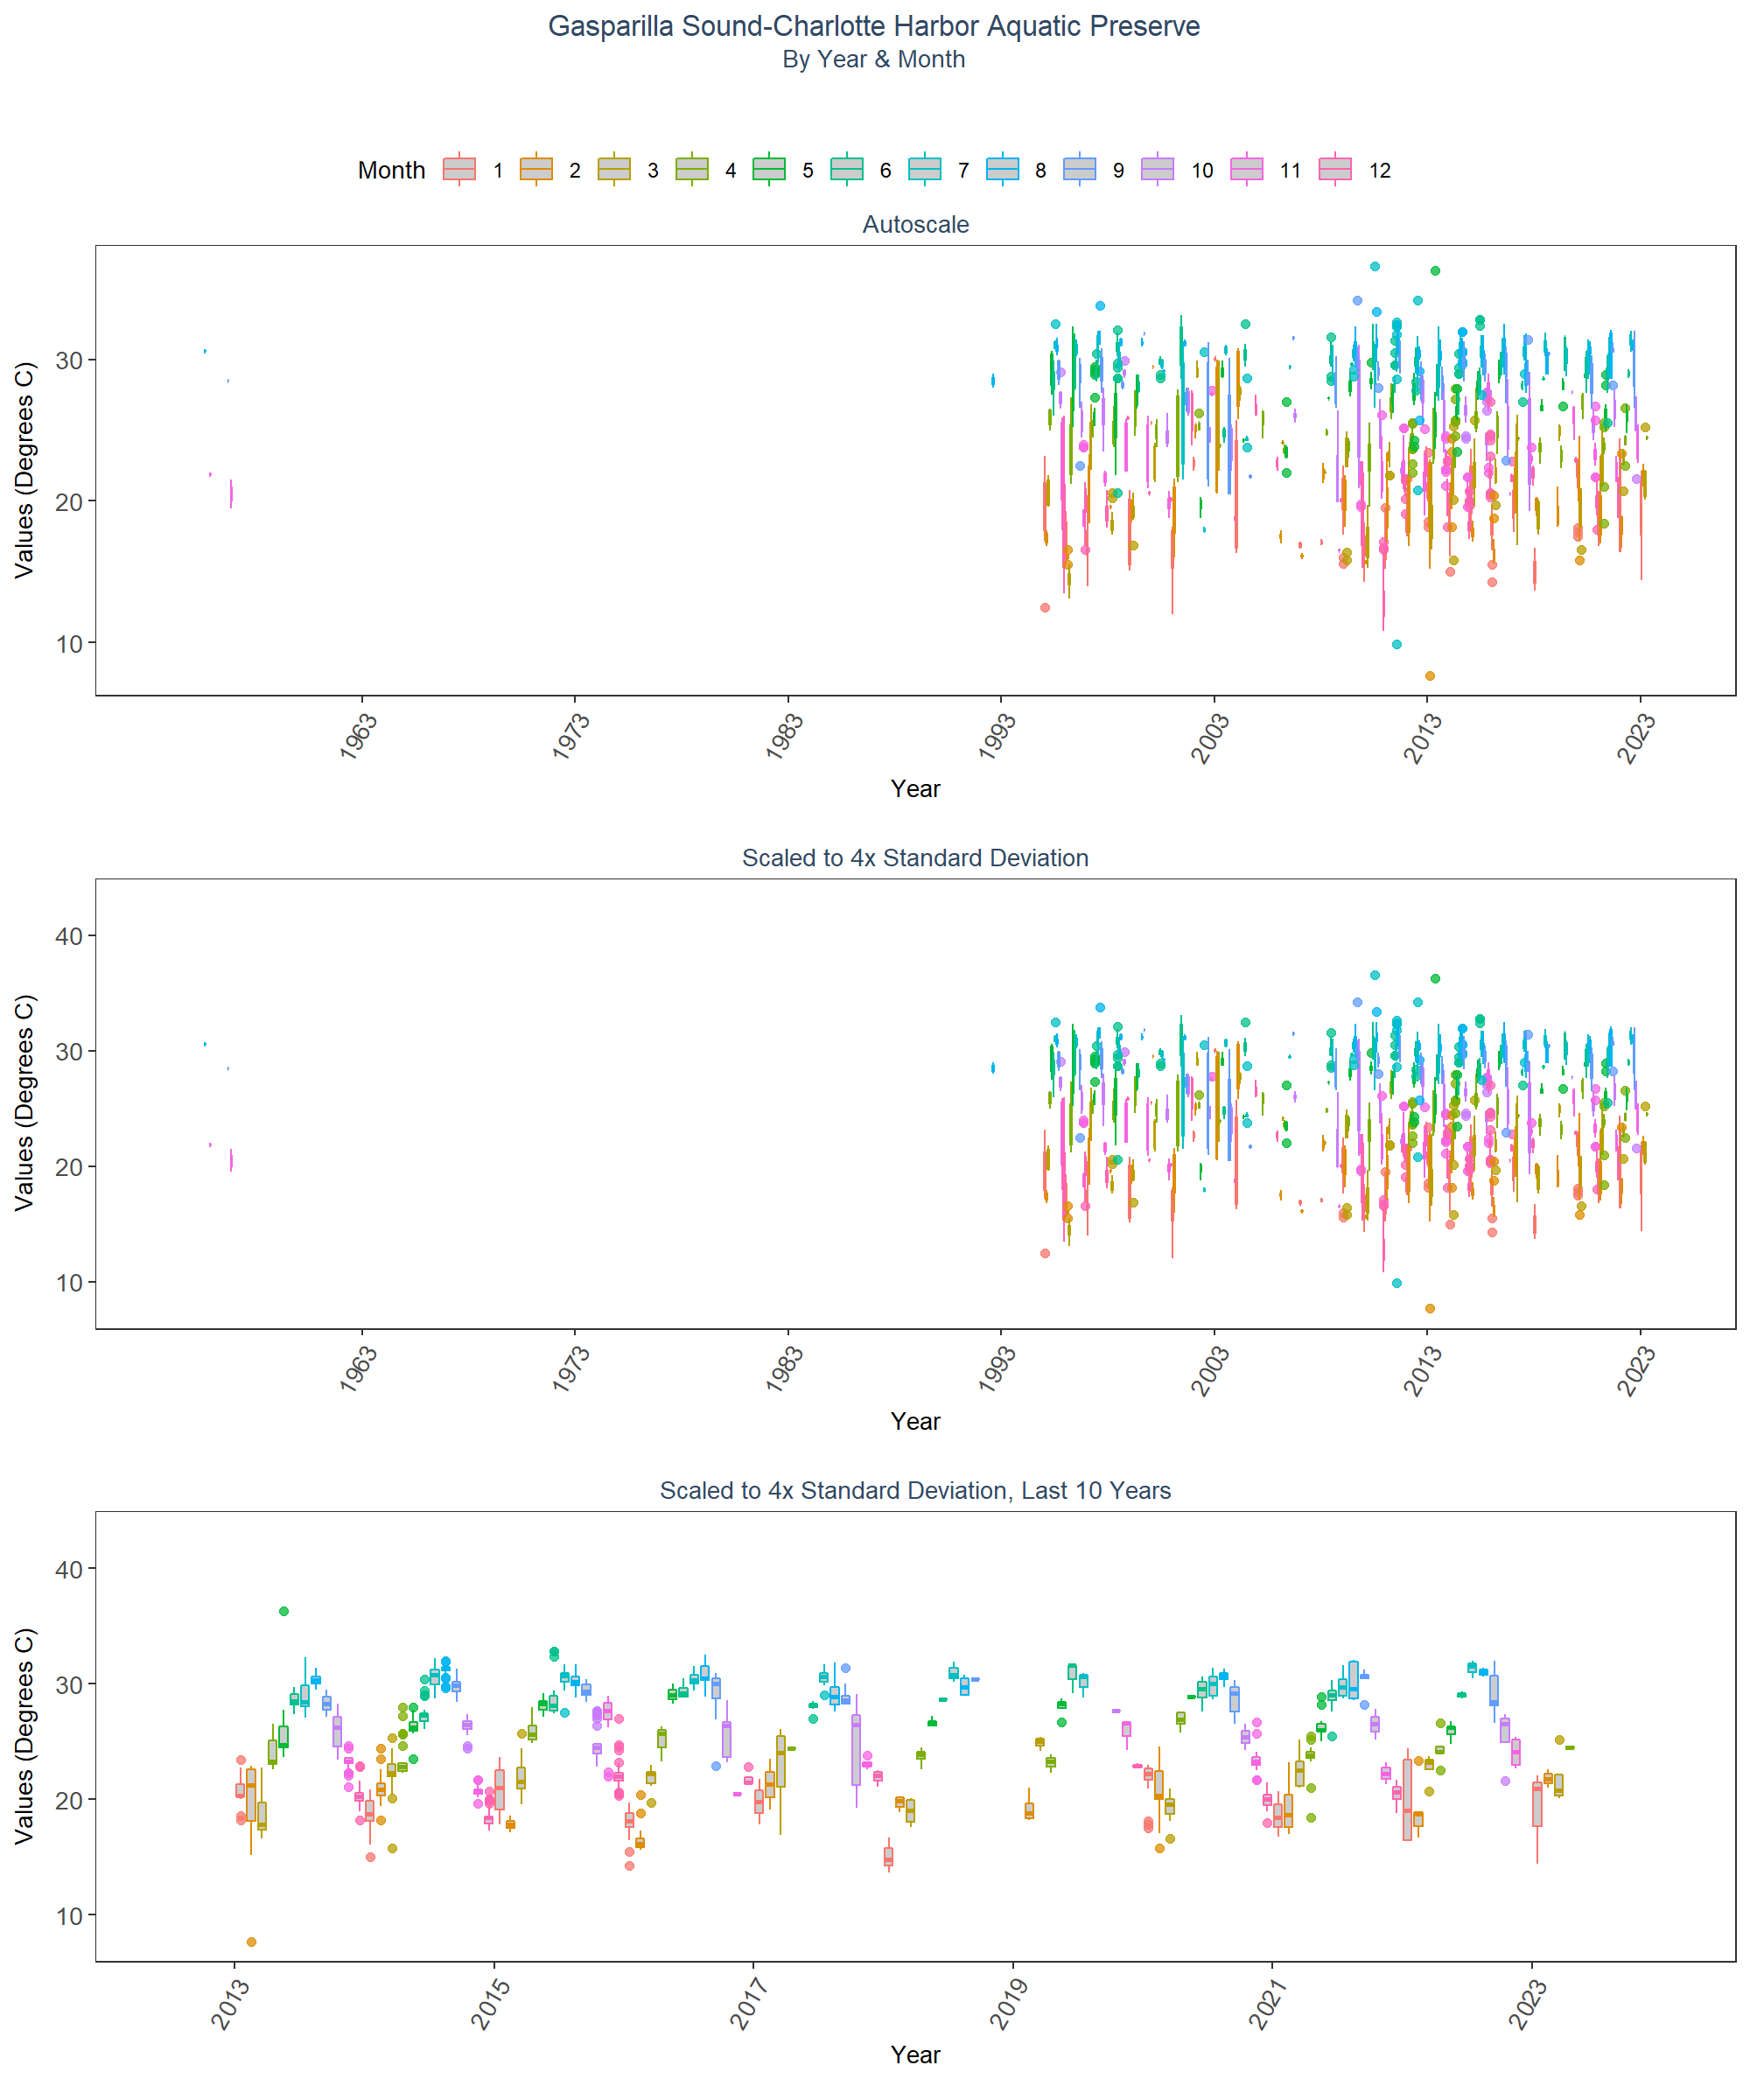 Gasparilla Sound-Charlotte Harbor Aquatic Preserve
By Year & Month
Month 1 2 3 4 5 6 7 8 9 10 11 12
Autoscale
Values (Degrees C)
30
20
10
1963 1973 1983 1993 2003 2013 2023
Year
Scaled to 4x Standard Deviation
Values (Degrees C)
40
30
20
10
1963 1973 1983 1993 2003 2013 2023
Year
Scaled to 4x Standard Deviation, Last 10 Years
Values (Degrees C)
40
30
20
10
2013 2015 2017 2019 2021 2023
Year